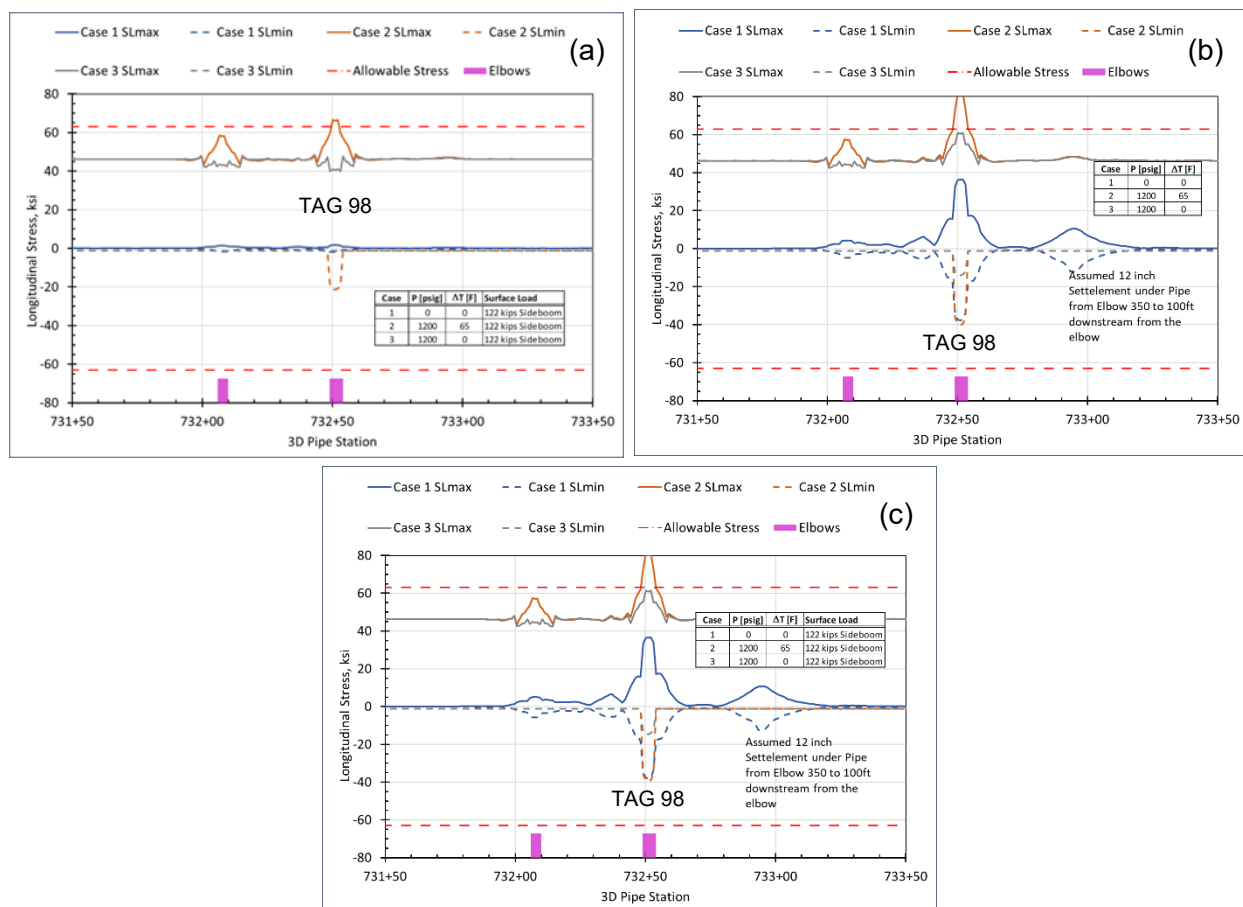 Case 1 SLmax Case 1 SLmin Case 2 SLmax Case 2 SLmin
(a)
Case 3 SLmax Case 3 SLmin Allowable Stress Elbows
80
60
40
20
0
-20
-40
-60
-80
Longitudinal Stress, ksi
TAG 98
Case P [psig] ΔT [F] Surface Load
1 0 0 122 kips Sideboom
2 1200 65 122 kips Sideboom
3 1200 0 122 kips Sideboom
731+50 732+00 732+50 733+00 733+50
3D Pipe Station
Case 1 SLmax Case 1 SLmin Case 2 SLmax Case 2 SLmin
(b)
Case 3 SLmax Case 3 SLmin Allowable Stress Elbows
80
60
40
20
0
-20
-40
-60
-80
Longitudinal Stress, ksi
Case P [psig] ΔT [F]
1 0 0
2 1200 65
3 1200 0
Assumed 12 inch
Settelement under Pipe
from Elbow 350 to 100ft
downstream from the
elbow
TAG 98
731+50 732+00 732+50 733+00 733+50
3D Pipe Station
Case 1 SLmax Case 1 SLmin Case 2 SLmax Case 2 SLmin
(c)
Case 3 SLmax Case 3 SLmin Allowable Stress Elbows
80
60
40
20
0
-20
-40
-60
-80
Longitudinal Stress, ksi
Case P [psig] ΔT [F] Surface Load
1 0 0 122 kips Sideboom
2 1200 65 122 kips Sideboom
3 1200 0 122 kips Sideboom
Assumed 12 inch
Settelement under Pipe
from Elbow 350 to 100ft
downstream from the
elbow
TAG 98
731+50 732+00 732+50 733+00 733+50
3D Pipe Station